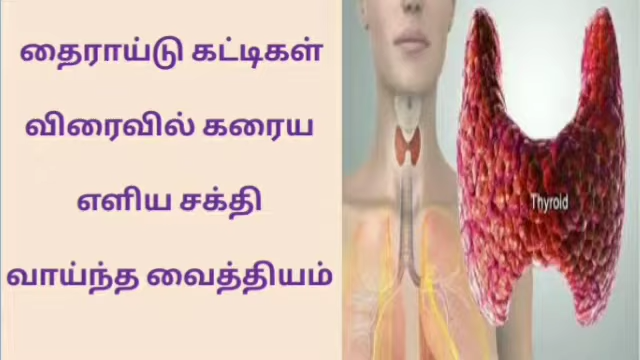 தைராய்டு கட்டிகள்
விரைவில் கரைய
எளிய சக்தி
வாய்ந்த வைத்தியம்
Thyroid